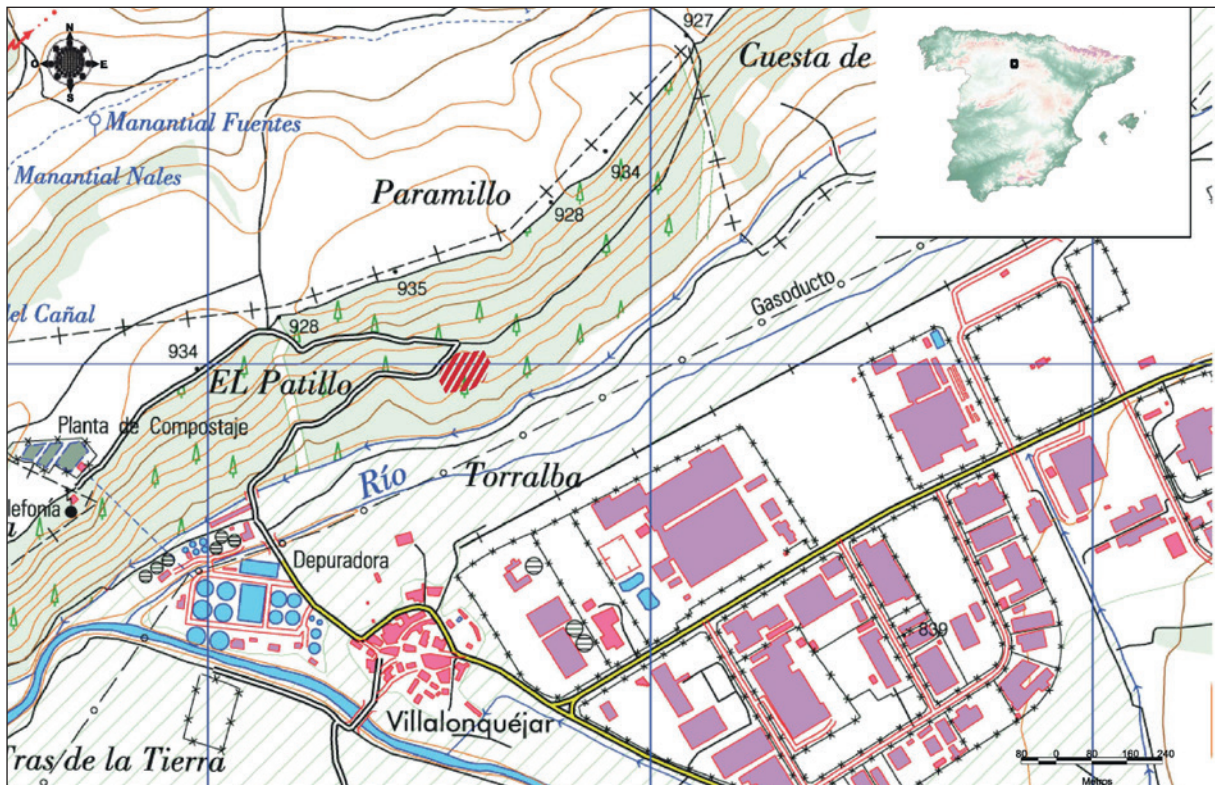 927
Cuesta de
N
O
E
S
Manantial Fuentes
Manantial Nales
934
Paramillo
928
Gasoducto
935
del Cañal
928
934
EL Patillo
Planta de Compostaje
Río
Torralba
lefonía
a
Depuradora
839
Villalonquéjar
Tras de la Tierra
80 0 80 160 240
Metros